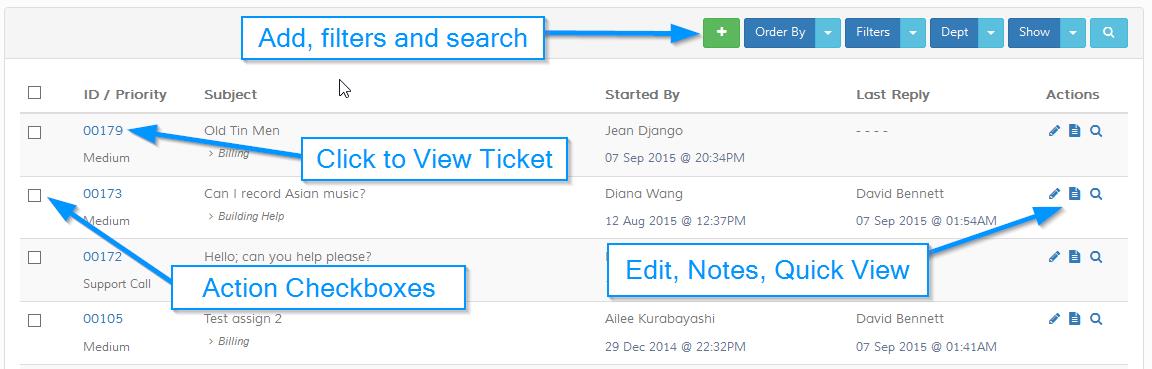 Add, filters and search
+ Order By Filters Dept Show
ID / Priority Subject Started By Last Reply Actions
00179 Old Tin Men Jean Django - - - -
Medium > Billing 07 Sep 2015 @ 20:34PM
Click to View Ticket
00173 Can I record Asian music? Diana Wang David Bennett
Medium > Building Help 12 Aug 2015 @ 12:37PM 07 Sep 2015 @ 01:54AM
00172 Hello; can you help please?
Edit, Notes, Quick View
Support Call
Action Checkboxes
00105 Test assign 2 Ailee Kurabayashi David Bennett
Medium > Billing 29 Dec 2014 @ 22:32PM 07 Sep 2015 @ 01:41AM